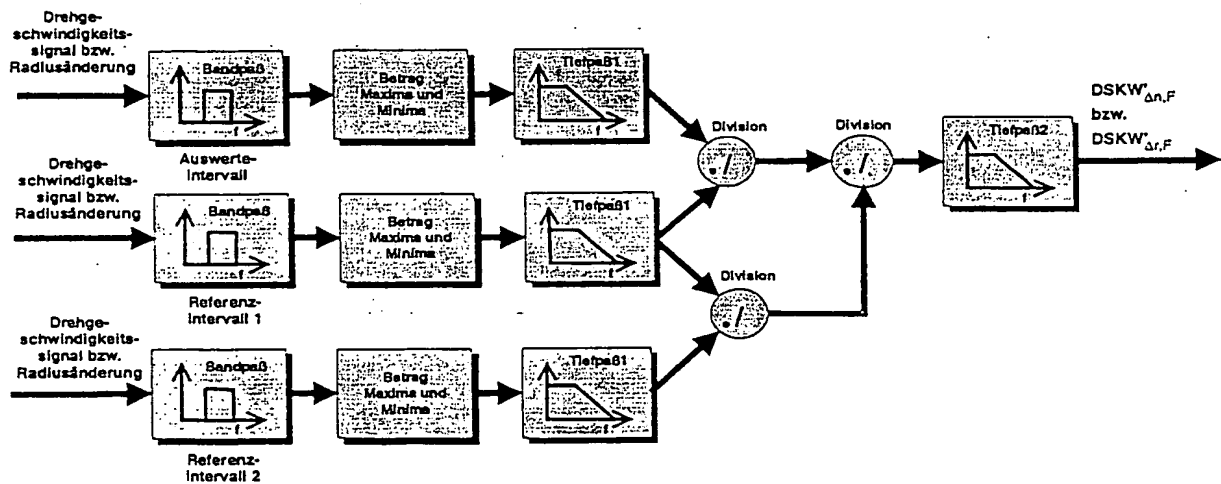 Drehge-
schwindigkeits-
signal bzw.
Radiusänderung
Bandpaß
f
Auswerte-
intervall
Betrag
Maxima und
Minima
Tiefpaß1
f
Division
./
Division
./
Tiefpaß2
f
DSKW*Δn,F
bzw.
DSKW*Δr,F
Drehge-
schwindigkeits-
signal bzw.
Radiusänderung
Bandpaß
f
Referenz-
intervall 1
Betrag
Maxima und
Minima
Tiefpaß1
f
Division
./
Drehge-
schwindigkeits-
signal bzw.
Radiusänderung
Bandpaß
f
Referenz-
intervall 2
Betrag
Maxima und
Minima
Tiefpaß1
f